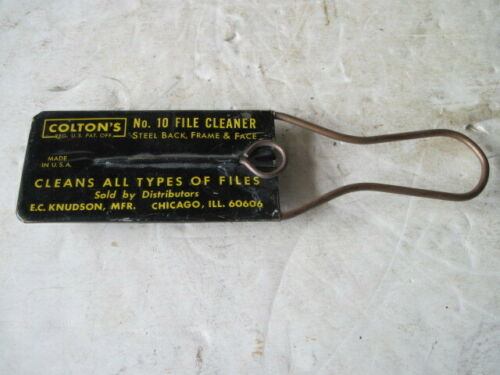 COLTON'S
REG. U.S. PAT. OFF.
No. 10 FILE CLEANER
STEEL BACK, FRAME & FACE
MADE
IN U.S.A.
CLEANS ALL TYPES OF FILES
Sold by Distributors
E.C. KNUDSON, MFR. CHICAGO, ILL. 60606